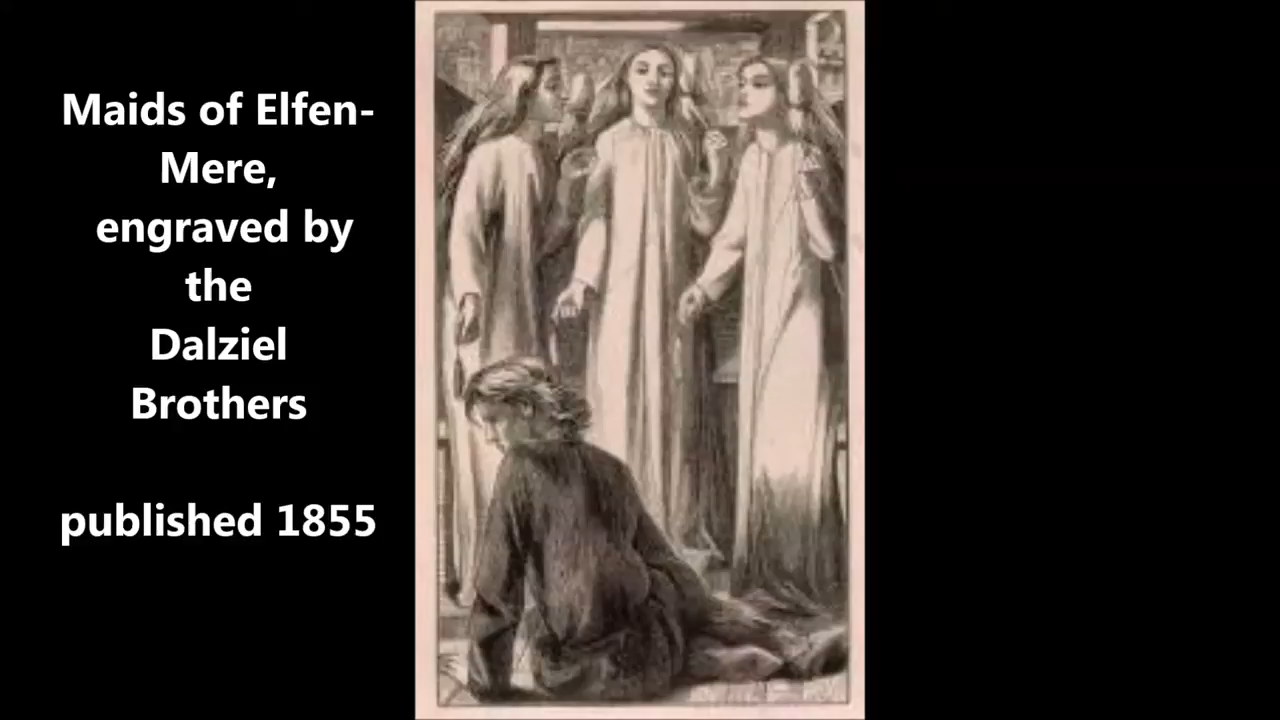 Maids of Elfen-
Mere,
engraved by
the
Dalziel
Brothers
published 1855